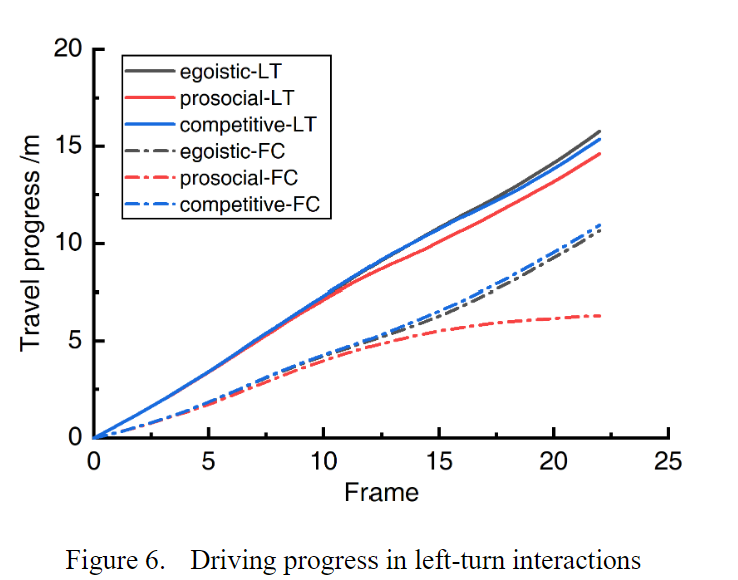 20
15
10
5
0
Travel progress /m
egoistic-LT
prosocial-LT
competitive-LT
egoistic-FC
prosocial-FC
competitive-FC
0 5 10 15 20 25
Frame
Figure 6. Driving progress in left-turn interactions